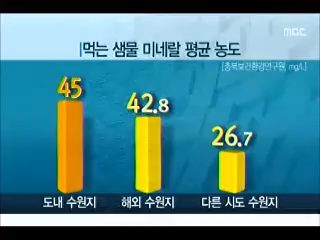 먹는 샘물 미네랄 평균 농도
mbc
[충북보건환경연구원, mg/L]
45
42.8
26.7
도내 수원지
해외 수원지
다른 시도 수원지